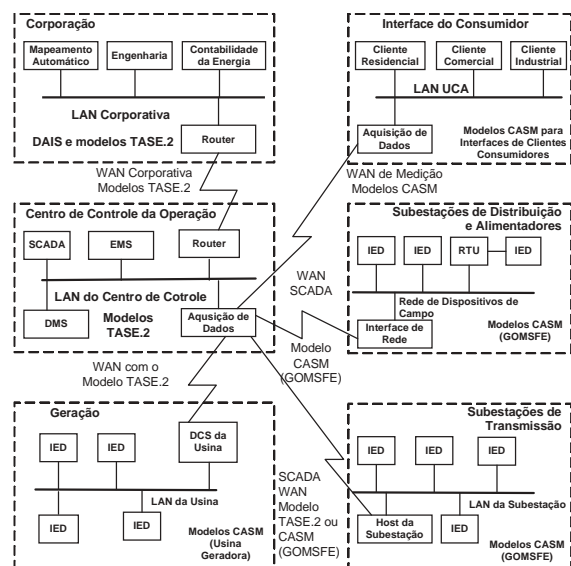 Corporação
Mapeamento
Automático
Engenharia
Contabilidade
da Energia
LAN Corporativa
DAIS e modelos TASE.2
Router
Interface do Consumidor
Cliente
Residencial
Cliente
Comercial
Cliente
Industrial
LAN UCA
Aquisição de
Dados
Modelos CASM para
Interfaces de Clientes
Consumidores
WAN Corporativa
Modelos TASE.2
WAN de Medição
Modelos CASM
Centro de Controle da Operação
SCADA
EMS
Router
LAN do Centro de Cotrole
DMS
Modelos
TASE.2
Aqusição de
Dados
WAN
SCADA
Subestações de Distribuição
e Alimentadores
IED
IED
RTU
IED
Rede de Dispositivos de
Campo
Interface de
Rede
Modelos CASM
(GOMSFE)
Modelo
CASM
(GOMSFE)
WAN com o
Modelo TASE.2
Geração
IED
IED
DCS da
Usina
LAN da Usina
IED
IED
Modelos CASM
(Usina
Geradora)
SCADA
WAN
Modelo
TASE.2 ou
CASM
(GOMSFE)
Subestações de
Transmissão
IED
IED
IED
LAN da Subestação
Host da
Subestação
IED
Modelos CASM
(GOMSFE)